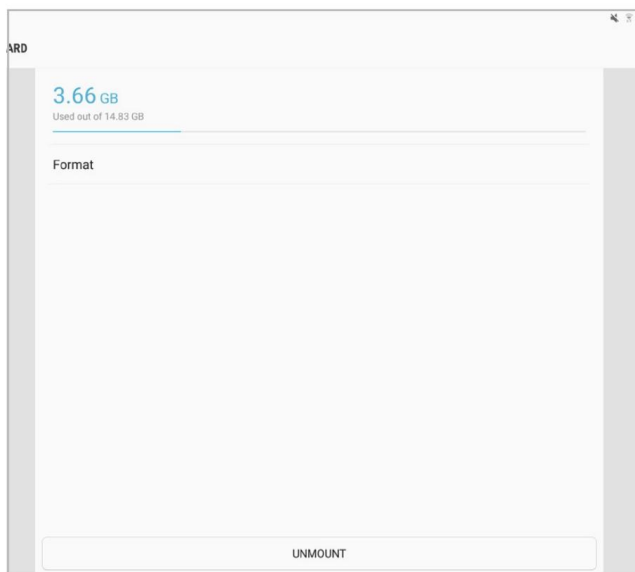 ARD
3.66 GB
Used out of 14.83 GB
Format
UNMOUNT